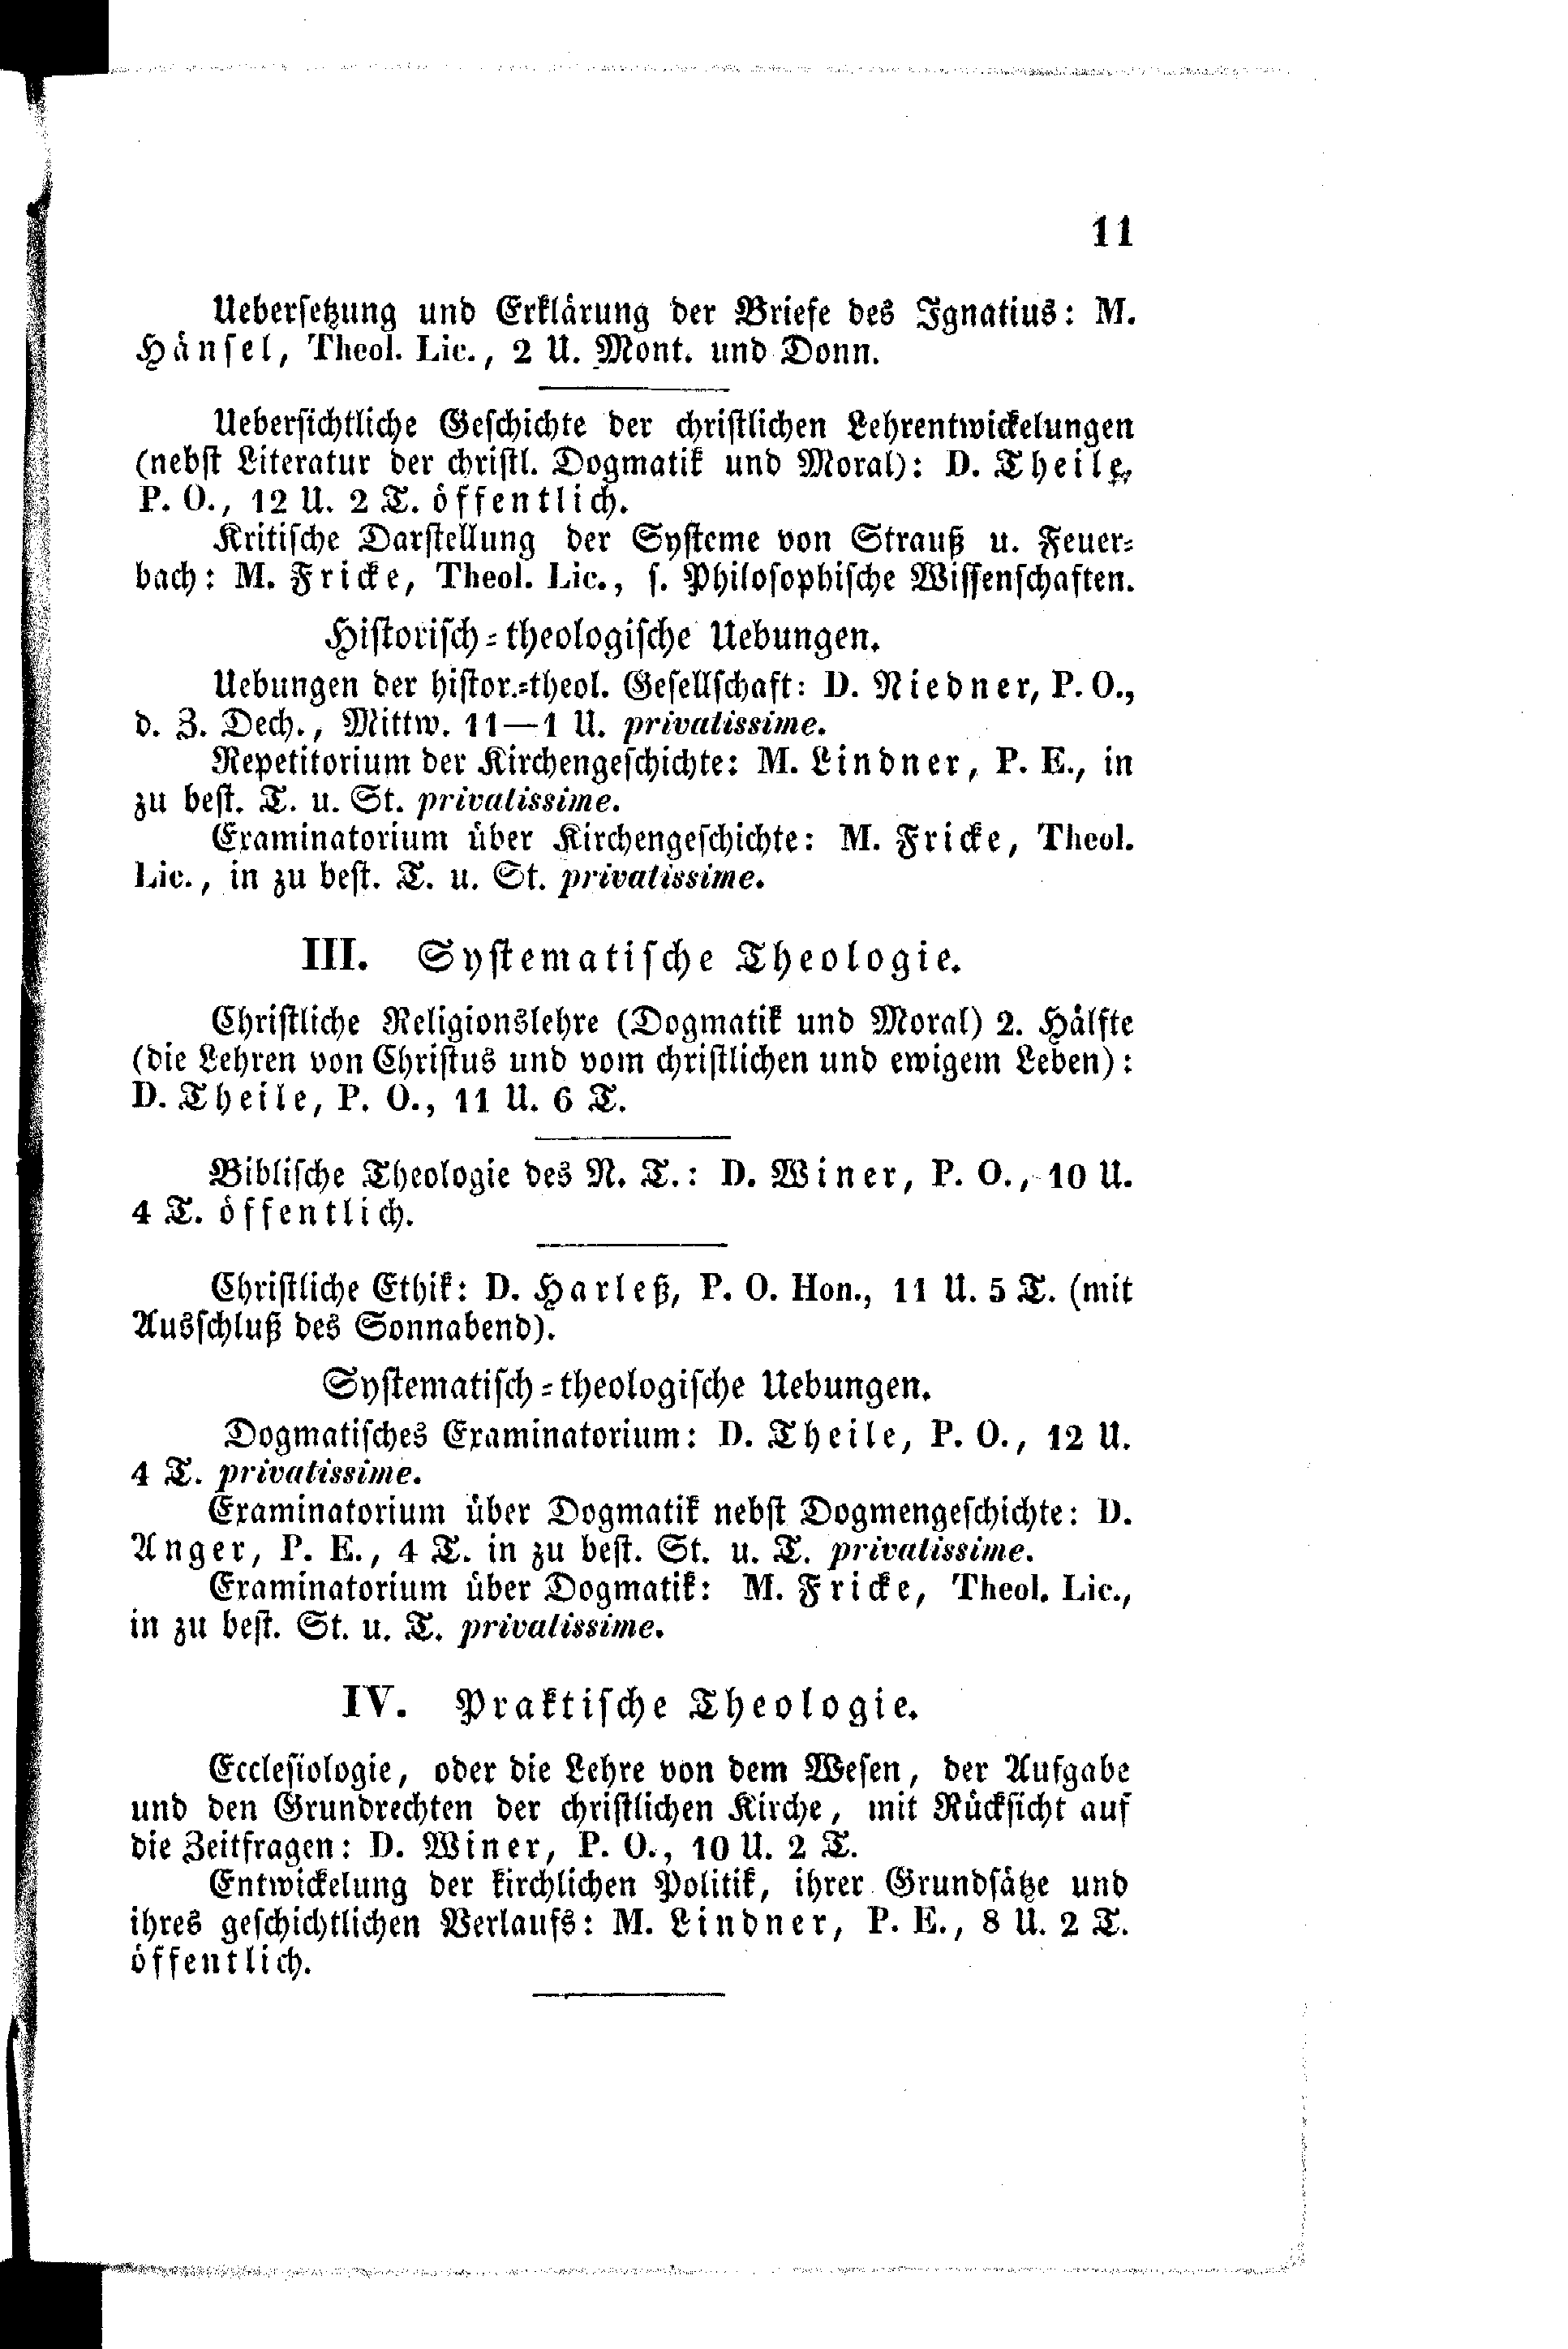 11
Uebersetzung und Erklärung der Briefe des Ignatius: M.
Hänsel, Theol. Lic., 2 U. Mont. und Donn.
Uebersichtliche Geschichte der christlichen Lehrentwickelungen
(nebst Literatur der christl. Dogmatik und Moral): D. Theile,
P. O., 12 U. 2 T. öffentlich.
Kritische Darstellung der Systeme von Strauß u. Feuer-
bach: M. Fricke, Theol. Lic., s. Philosophische Wissenschaften.
Historisch-theologische Uebungen.
Uebungen der histor.-theol. Gesellschaft: D. Niedner, P. O.,
d. Z. Dech., Mittw. 11—1 U. privatissime.
Repetitorium der Kirchengeschichte: M. Lindner, P. E., in
zu best. T. u. St. privatissime.
Examinatorium über Kirchengeschichte: M. Fricke, Theol.
Lic., in zu best. T. u. St. privatissime.
III. Systematische Theologie.
Christliche Religionslehre (Dogmatik und Moral) 2. Hälfte
(die Lehren von Christus und vom christlichen und ewigem Leben):
D. Theile, P. O., 11 U. 6 T.
Biblische Theologie des N. T.: D. Winer, P. O., 10 U.
4 T. öffentlich.
Christliche Ethik: D. Harleß, P. O. Hon., 11 U. 5 T. (mit
Ausschluß des Sonnabend).
Systematisch-theologische Uebungen.
Dogmatisches Examinatorium: D. Theile, P. O., 12 U.
4 T. privatissime.
Examinatorium über Dogmatik nebst Dogmengeschichte: D.
Anger, P. E., 4 T. in zu best. St. u. T. privatissime.
Examinatorium über Dogmatik: M. Fricke, Theol. Lic.,
in zu best. St. u. T. privatissime.
IV. Praktische Theologie.
Ecclesiologie, oder die Lehre von dem Wesen, der Aufgabe
und den Grundrechten der christlichen Kirche, mit Rücksicht auf
die Zeitfragen: D. Winer, P. O., 10 U. 2 T.
Entwickelung der kirchlichen Politik, ihrer Grundsätze und
ihres geschichtlichen Verlaufs: M. Lindner, P. E., 8 U. 2 T.
öffentlich.